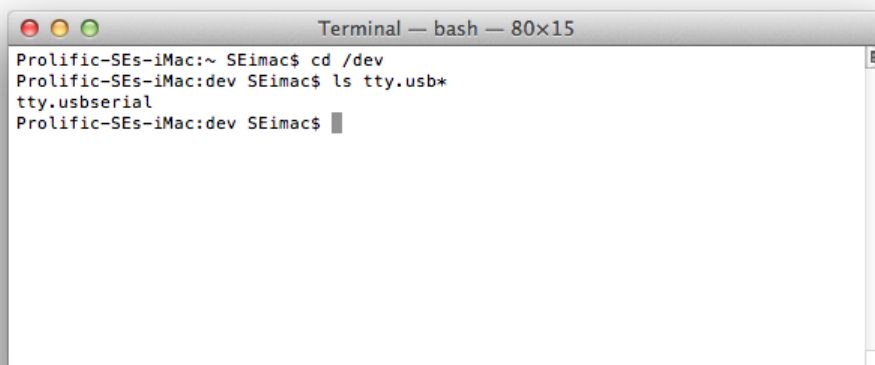 Terminal — bash — 80×15
Prolific-SEs-iMac:~ SEimac$ cd /dev
Prolific-SEs-iMac:dev SEimac$ ls tty.usb*
tty.usbserial
Prolific-SEs-iMac:dev SEimac$